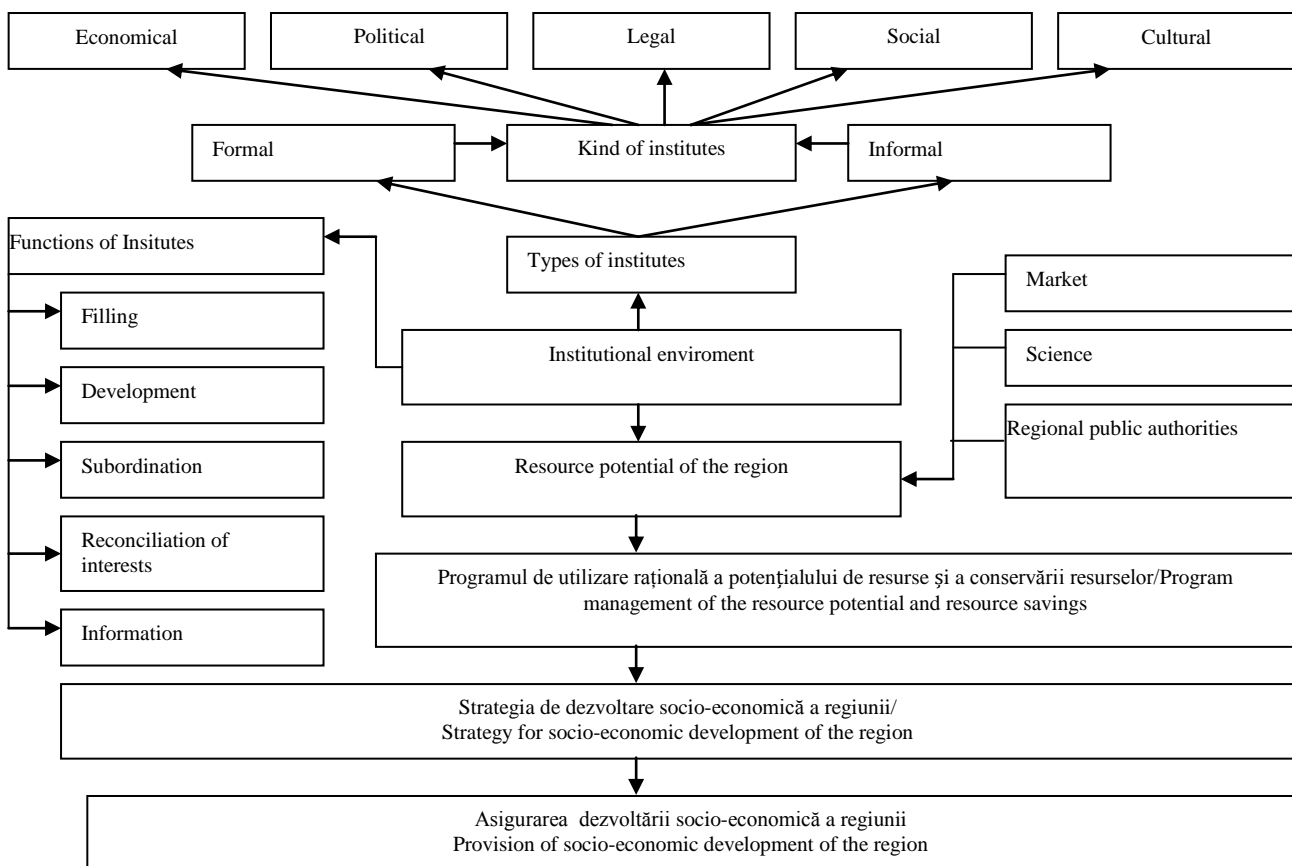 Economical
Political
Legal
Social
Cultural
Formal
Kind of institutes
Informal
Functions of Insitutes
Types of institutes
Market
Filling
Institutional enviroment
Science
Development
Regional public authorities
Subordination
Resource potential of the region
Reconciliation of
interests
Programul de utilizare rațională a potențialului de resurse și a conservării resurselor/Program
management of the resource potential and resource savings
Information
Strategia de dezvoltare socio-economică a regiunii/
Strategy for socio-economic development of the region
Asigurarea dezvoltării socio-economică a regiunii
Provision of socio-economic development of the region